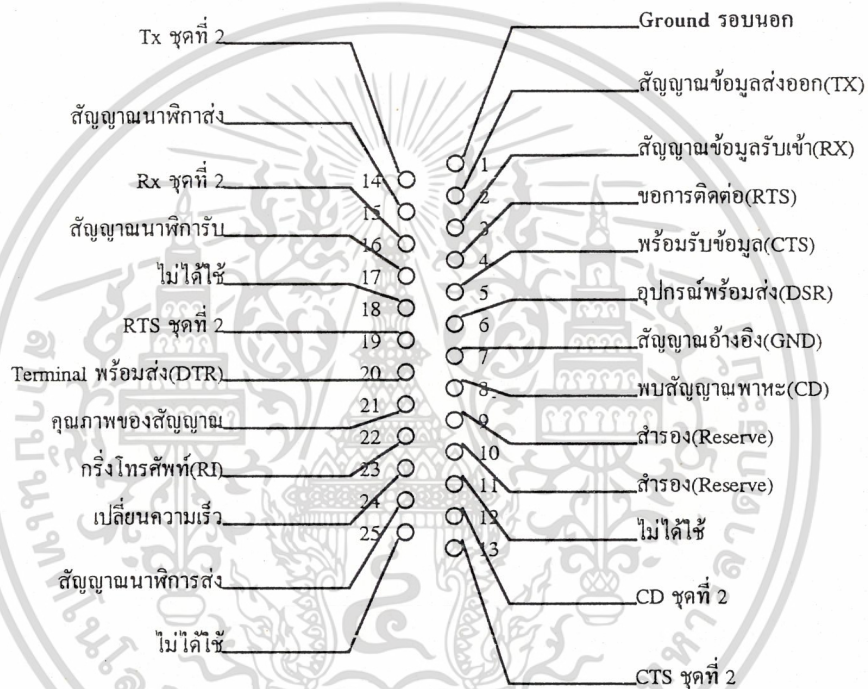 Ground รอบนอก
Tx ชุดที่ 2
สัญญาณข้อมูลส่งออก(TX)
สัญญาณนาฬิกาส่ง
สัญญาณข้อมูลรับเข้า(RX)
1
14
Rx ชุดที่ 2
ขอการติดต่อ(RTS)
2
15
สัญญาณนาฬิการับ
3
พร้อมรับข้อมูล(CTS)
16
4
ไม่ได้ใช้
17
5
อุปกรณ์พร้อมส่ง(DSR)
18
6
RTS ชุดที่ 2
19
7
สัญญาณอ้างอิง(GND)
Terminal พร้อมส่ง(DTR)
20
8
พบสัญญาณพาหะ(CD)
21
คุณภาพของสัญญาณ
9
สำรอง(Reserve)
22
10
กริ่งโทรศัพท์(RI)
23
11
สำรอง(Reserve)
24
12
เปลี่ยนความเร็ว
25
ไม่ได้ใช้
13
สัญญาณนาฬิการส่ง
CD ชุดที่ 2
ไม่ได้ใช้
CTS ชุดที่ 2